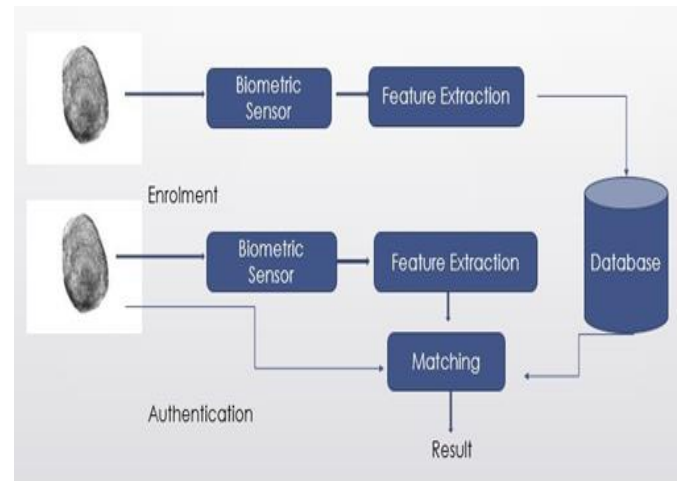 Biometric
Sensor
Feature Extraction
Enrolment
Biometric
Sensor
Feature Extraction
Database
Matching
Authentication
Result